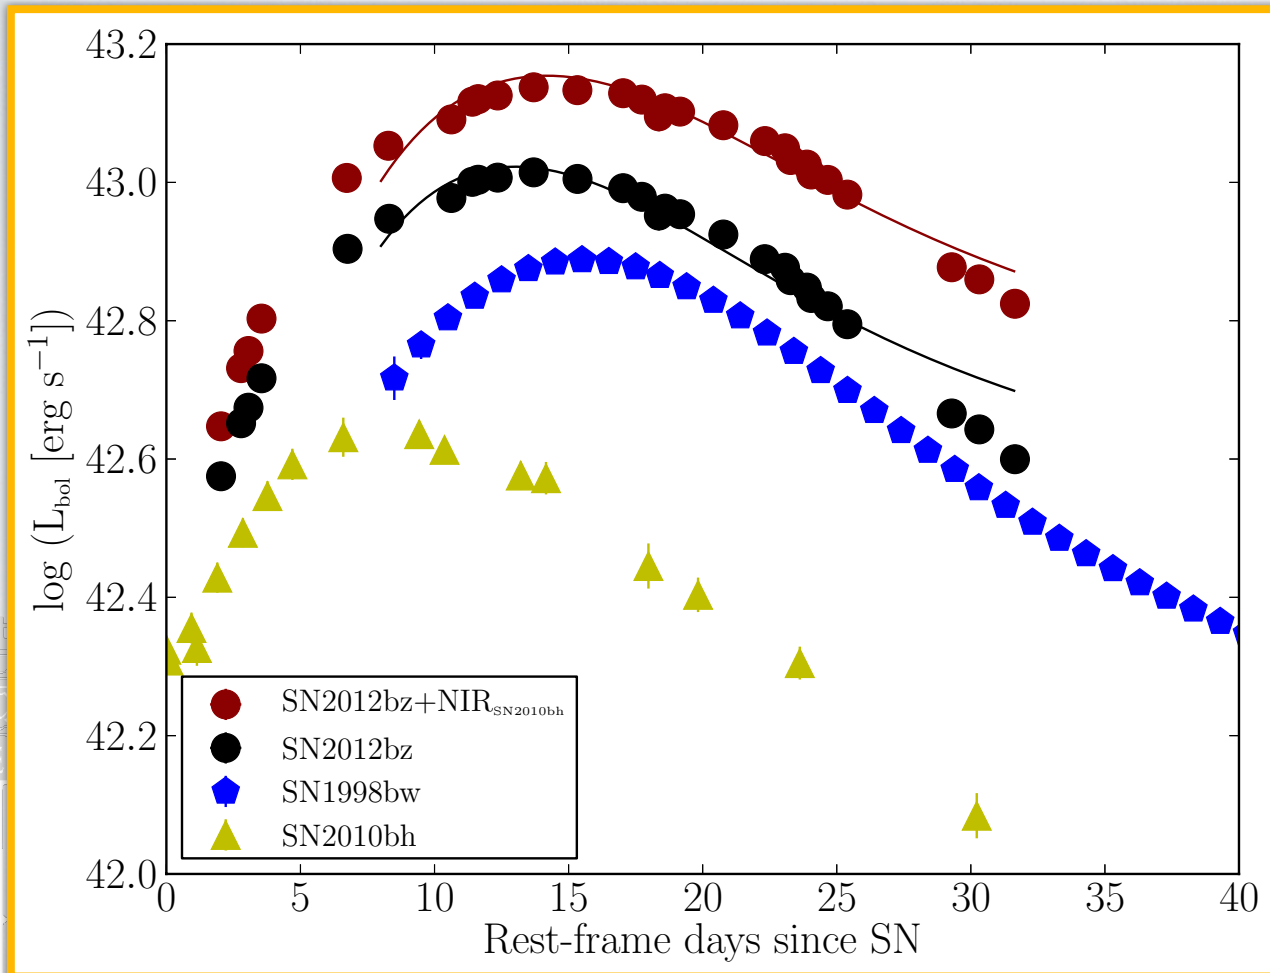 43.2
43.0
42.8
42.6
42.4
42.2
42.0
log (L_bol [erg s^−1])
SN2012bz+NIR_SN2010bh
SN2012bz
SN1998bw
SN2010bh
0 5 10 15 20 25 30 35 40
Rest-frame days since SN